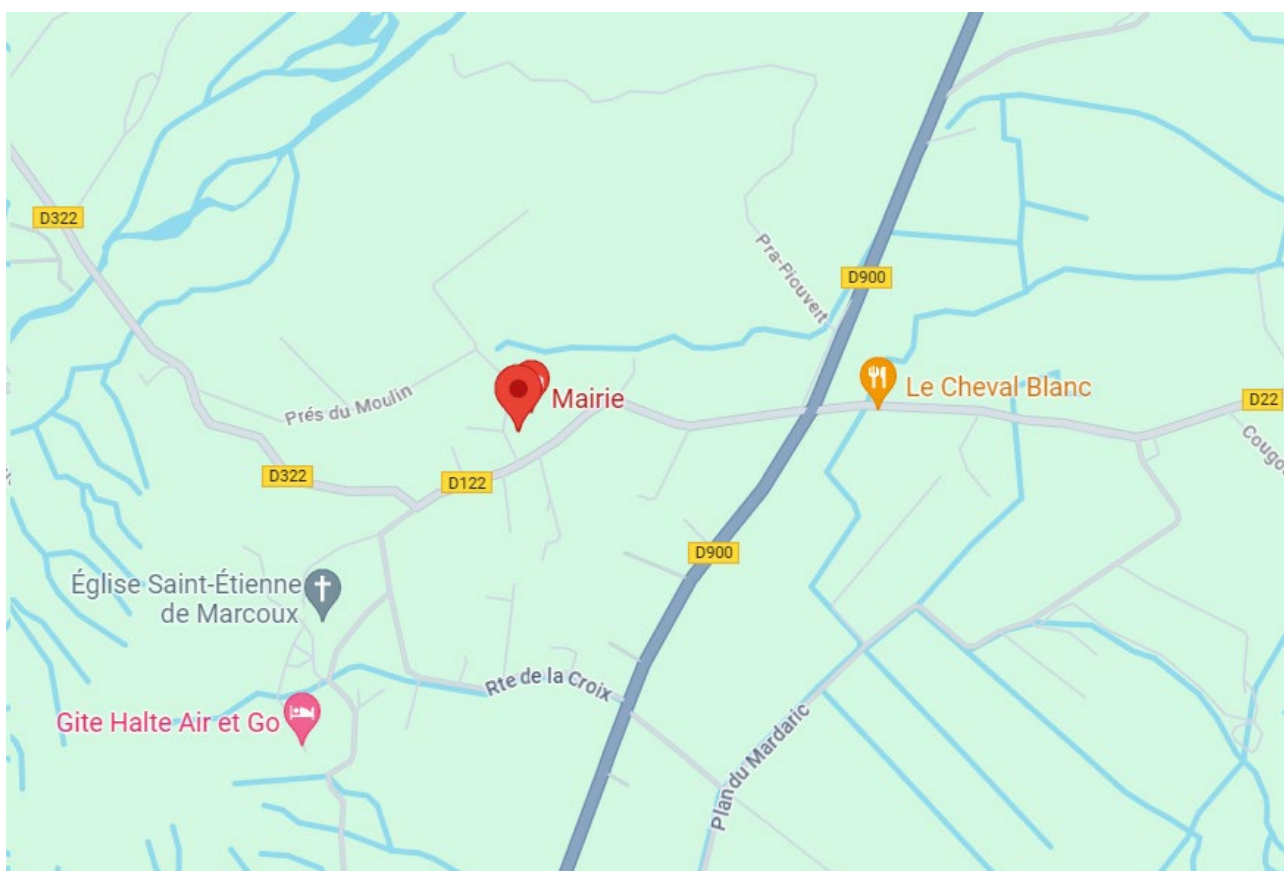 D322
Pra-Piouvert
D900
Le Cheval Blanc
Mairie
D22
Prés du Moulin
D322
D122
D900
Église Saint-Étienne
de Marcoux
Rte de la Croix
Gite Halte Air et Go
Plan du Mardaric